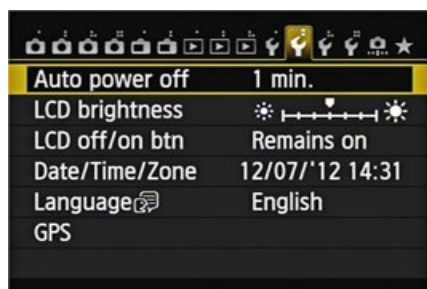 Auto power off 1 min.
LCD brightness
LCD off/on btn Remains on
Date/Time/Zone 12/07/'12 14:31
Language English
GPS